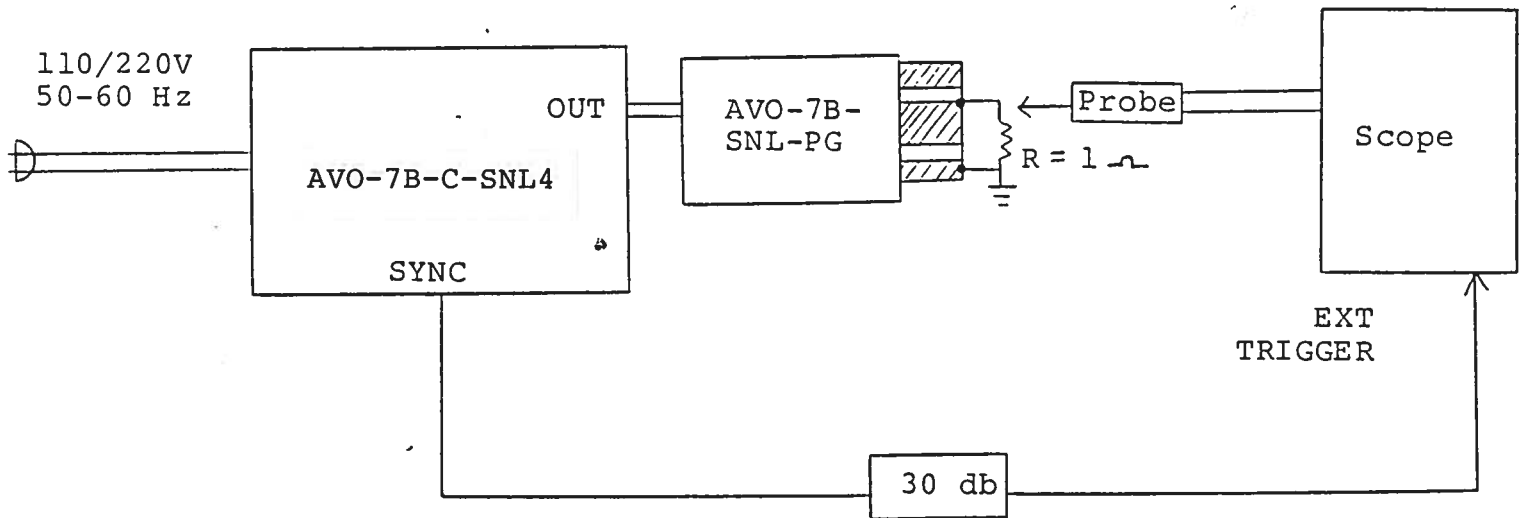 110/220V
50-60 Hz
OUT
AVO-7B-C-SNL4
SYNC
AVO-7B-
SNL-PG
R = 1 Ω
Probe
Scope
EXT
TRIGGER
30 db